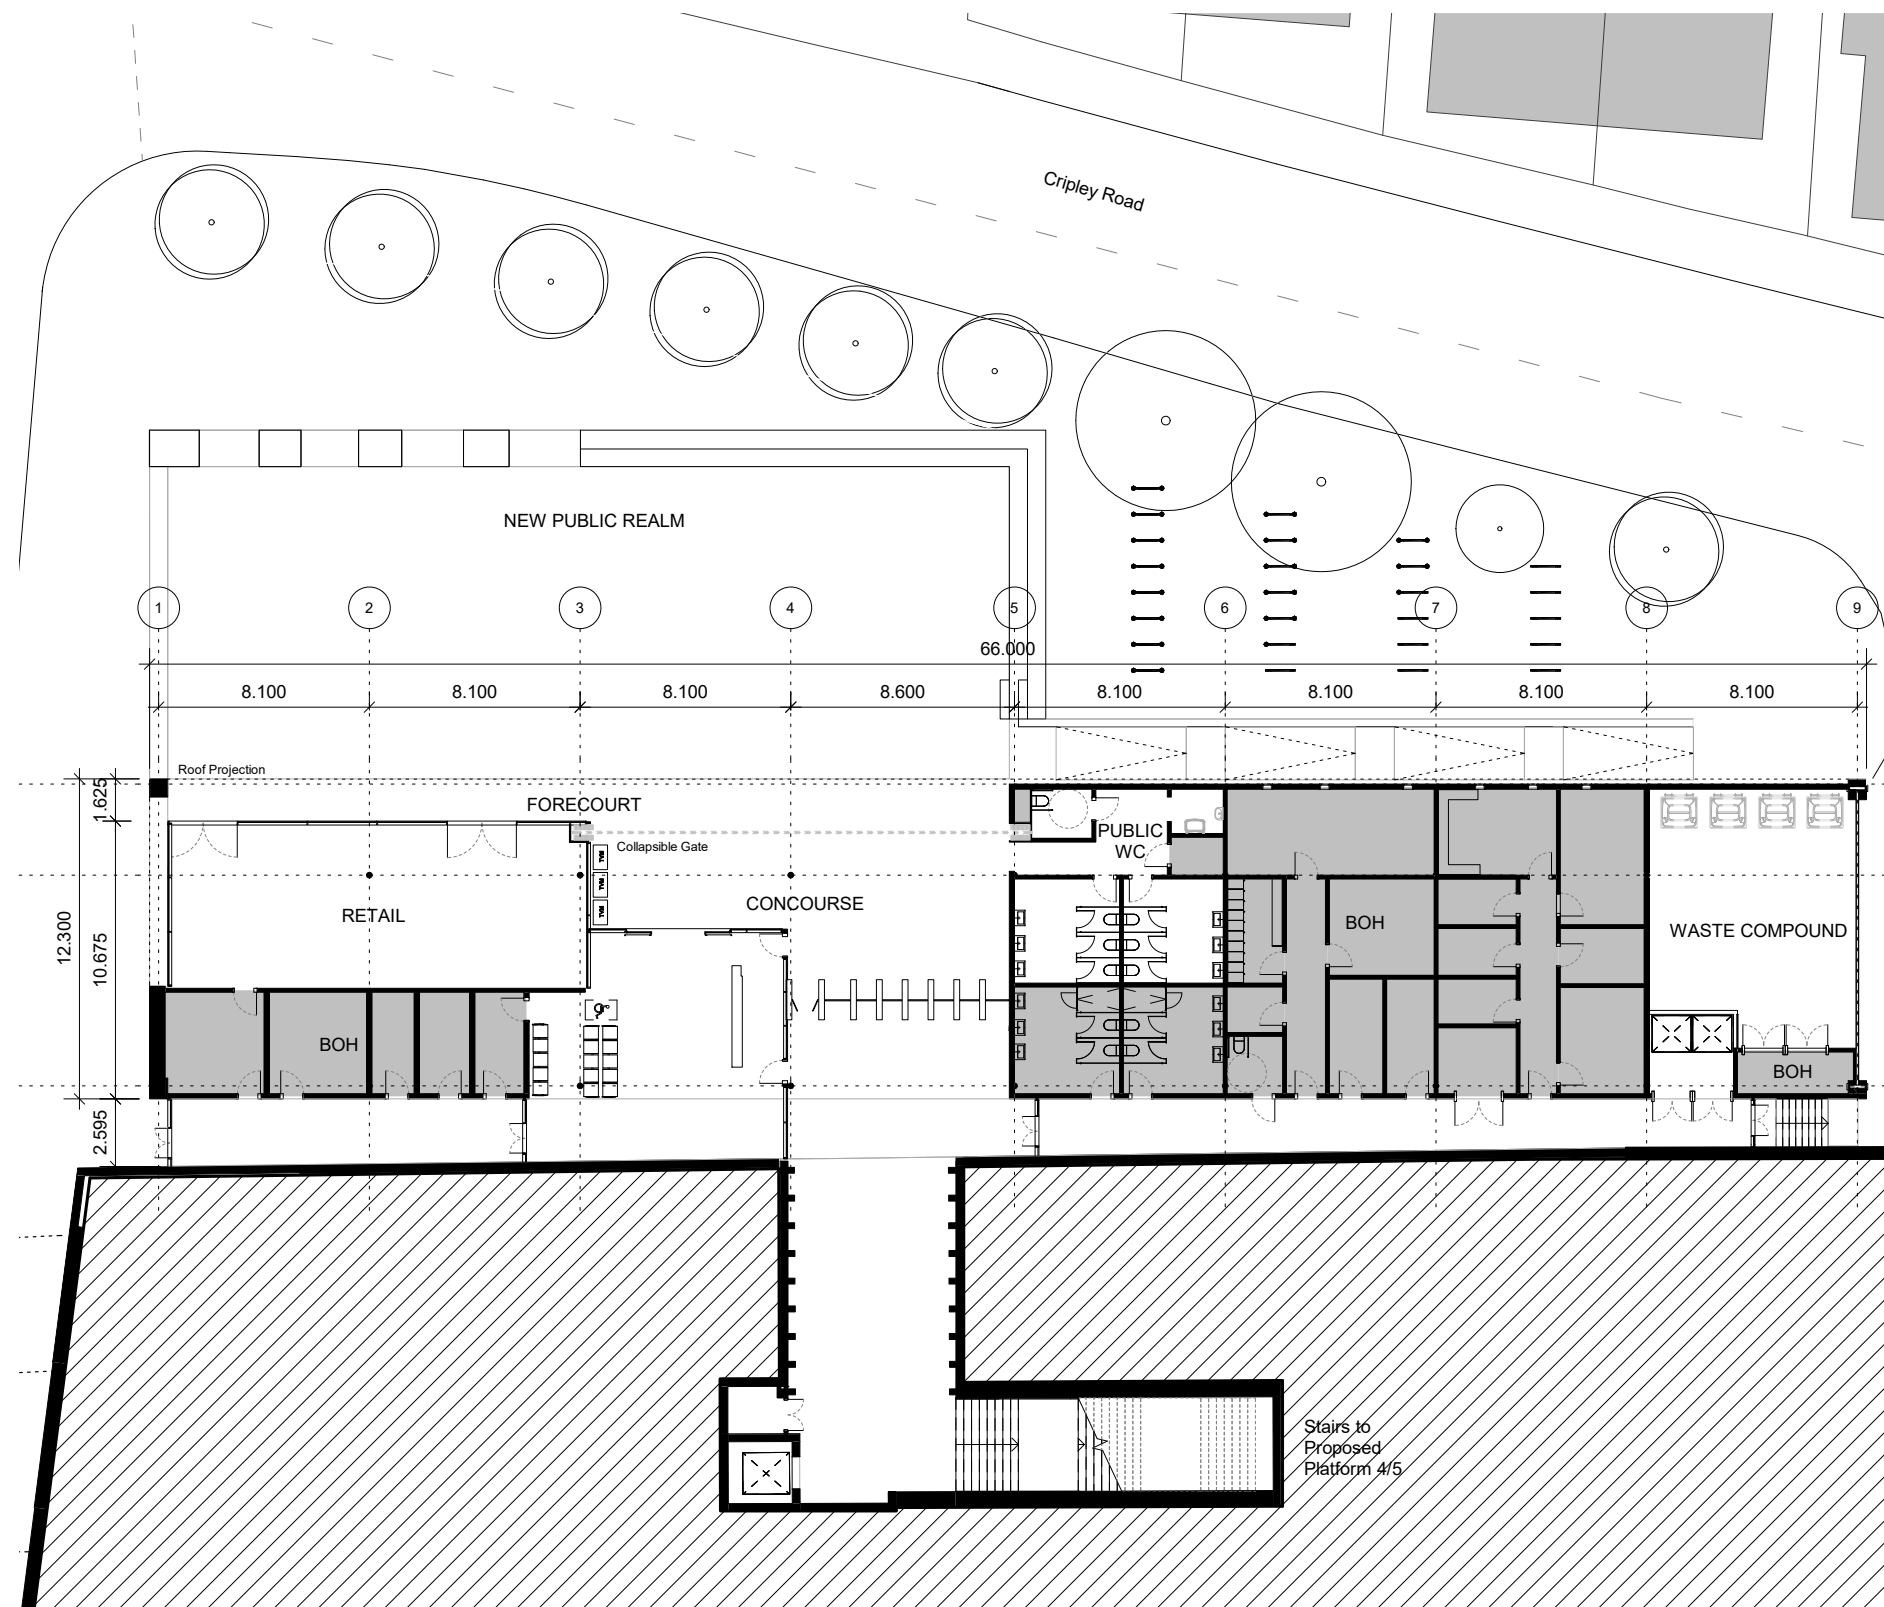 Cripley Road
NEW PUBLIC REALM
1
2
3
4
5
6
7
8
9
66.000
8.100
8.100
8.100
8.600
8.100
8.100
8.100
8.100
Roof Projection
1.625
FORECOURT
Collapsible Gate
PUBLIC
WC
12.300
10.675
RETAIL
CONCOURSE
BOH
WASTE COMPOUND
BOH
BOH
2.595
Stairs to
Proposed
Platform 4/5